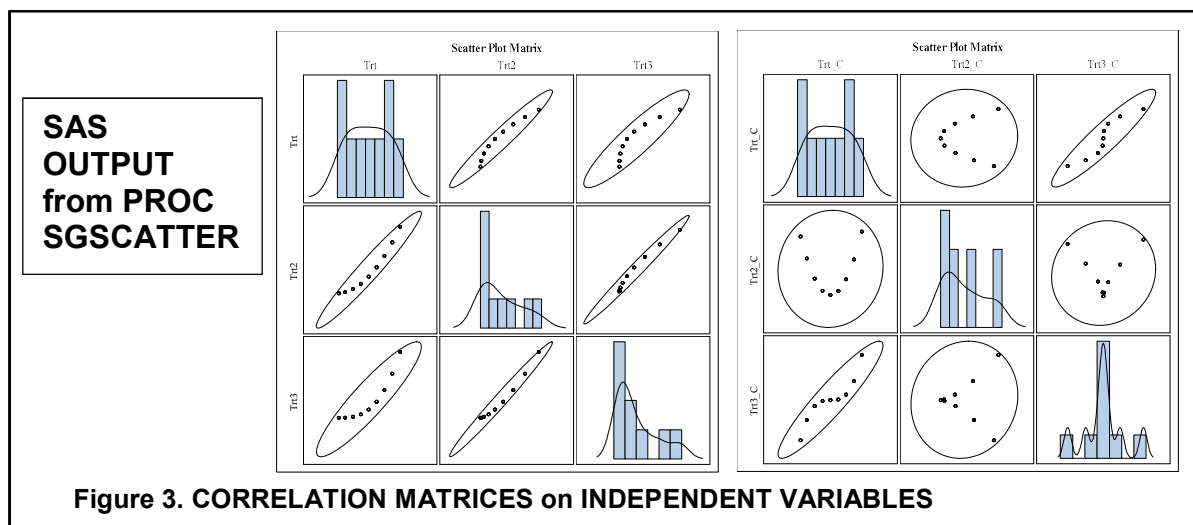 SAS
OUTPUT
from PROC
SGSCATTER
Scatter Plot Matrix
Trt Trt2 Trt3
Trt
Trt2
Trt3
Scatter Plot Matrix
Trt_C Trt2_C Trt3_C
Trt_C
Trt2_C
Trt3_C
Figure 3. CORRELATION MATRICES on INDEPENDENT VARIABLES